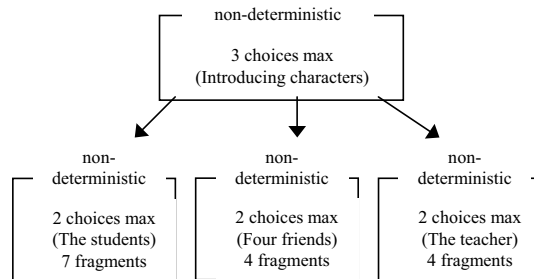 non-deterministic
3 choices max
(Introducing characters)
non-
deterministic
2 choices max
(The students)
7 fragments
non-
deterministic
2 choices max
(Four friends)
4 fragments
non-
deterministic
2 choices max
(The teacher)
4 fragments